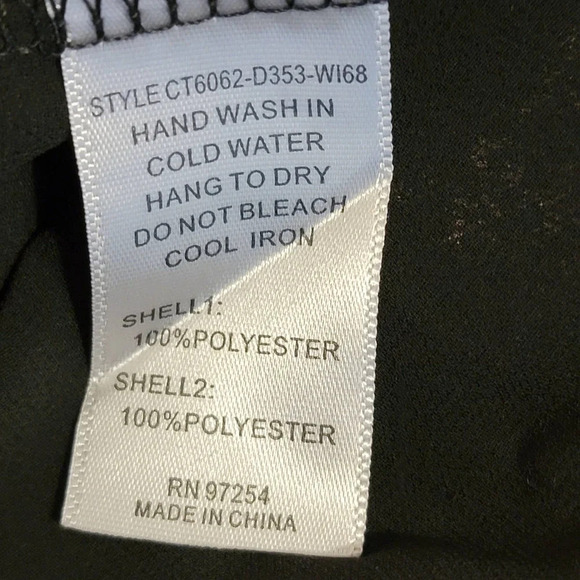 STYLE CT6062-D353-WI68
HAND WASH IN
COLD WATER
HANG TO DRY
DO NOT BLEACH
COOL IRON
SHELL1:
100%POLYESTER
SHELL2:
100%POLYESTER
RN 97254
MADE IN CHINA